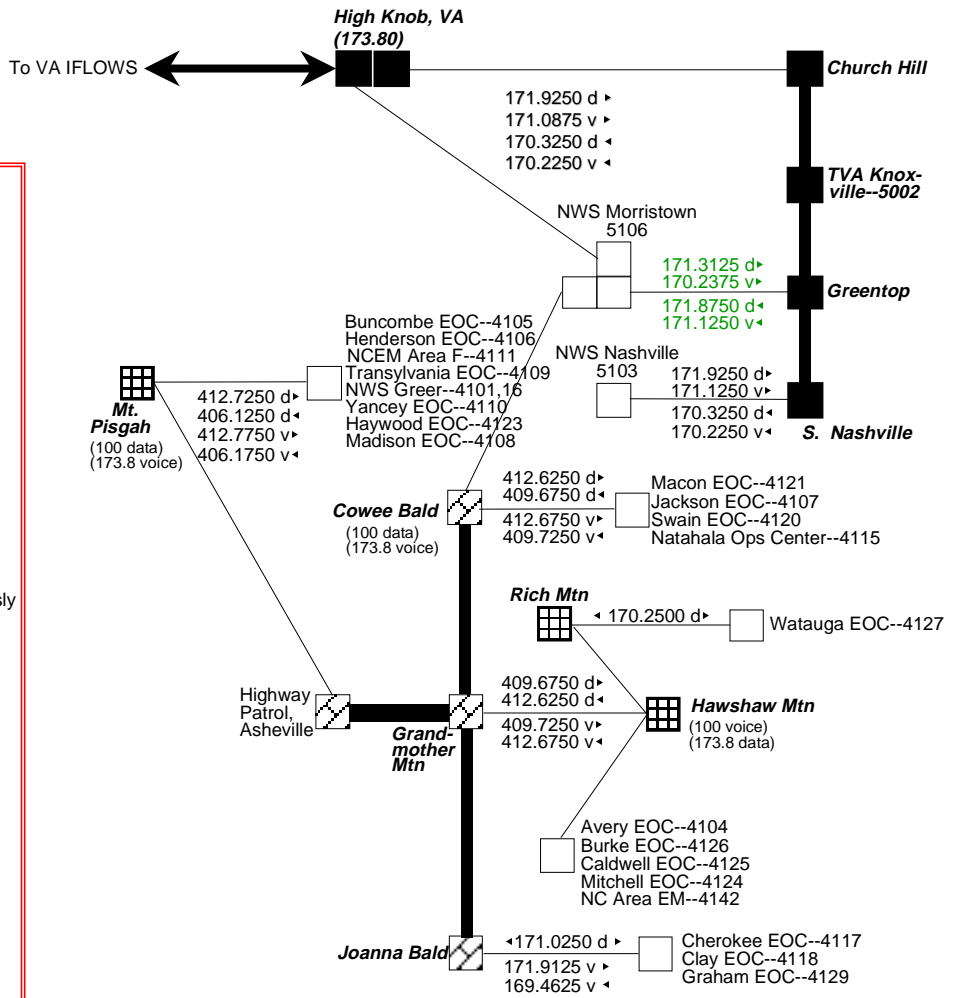 High Knob, VA
(173.80)
To VA IFLOWS
Church Hill
171.9250 d ▸
171.0875 v ▸
170.3250 d ◂
170.2250 v ◂
TVA Knox-
ville--5002
NWS Morristown
5106
171.3125 d▸
170.2375 v▸
171.8750 d◂
171.1250 v◂
Greentop
Buncombe EOC--4105
Henderson EOC--4106
NCEM Area F--4111
Transylvania EOC--4109
NWS Greer--4101,16
Yancey EOC--4110
Haywood EOC--4123
Madison EOC--4108
NWS Nashville
5103
171.9250 d▸
171.1250 v▸
170.3250 d◂
170.2250 v◂
S. Nashville
Mt.
Pisgah
(100 data)
(173.8 voice)
412.7250 d▸
406.1250 d◂
412.7750 v▸
406.1750 v◂
Cowee Bald
(100 data)
(173.8 voice)
412.6250 d▸
409.6750 d◂
412.6750 v▸
409.7250 v◂
Macon EOC--4121
Jackson EOC--4107
Swain EOC--4120
Natahala Ops Center--4115
sly
Rich Mtn
◂ 170.2500 d▸
Watauga EOC--4127
Highway
Patrol,
Asheville
Grand-
mother
Mtn
409.6750 d▸
412.6250 d◂
409.7250 v▸
412.6750 v◂
Hawshaw Mtn
(100 voice)
(173.8 data)
Avery EOC--4104
Burke EOC--4126
Caldwell EOC--4125
Mitchell EOC--4124
NC Area EM--4142
Joanna Bald
◂171.0250 d ▸
171.9125 v ▸
169.4625 v ◂
Cherokee EOC--4117
Clay EOC--4118
Graham EOC--4129